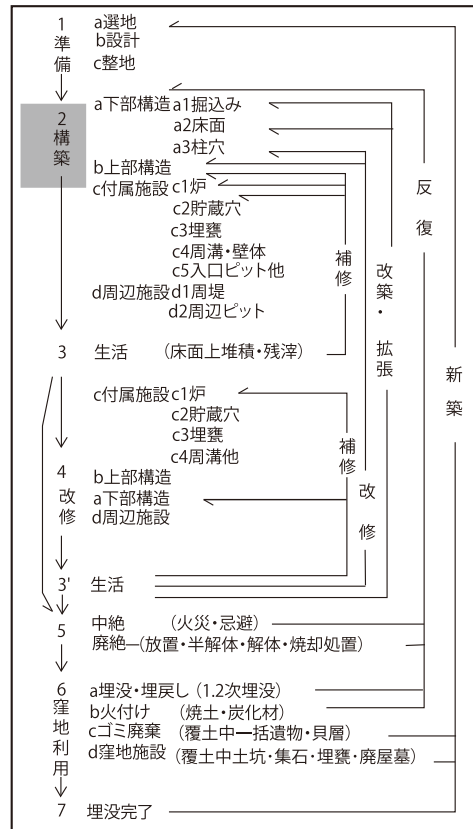 1 準備
a選地
b設計
c整地
2 構築
a下部構造 a1掘込み
a2床面
a3柱穴
b上部構造
c付属施設 c1炉
c2貯蔵穴
c3埋甕
c4周溝・壁体
c5入口ピット他
d周辺施設 d1周堤
d2周辺ピット
3 生活 (床面上堆積・残滓)
c付属施設 c1炉
c2貯蔵穴
c3埋甕
c4周溝他
4 改修
b上部構造
a下部構造
d周辺施設
3' 生活
5 中絶 (火災・忌避)
廃絶 (放置・半解体・解体・焼却処置)
6 窪地利用
a埋没・埋戻し (1.2次埋没)
b火付け (焼土・炭化材)
cゴミ廃棄 (覆土中一括遺物・貝層)
d窪地施設 (覆土中土坑・集石・埋甕・廃屋墓)
7 埋没完了
補修
補修
改修
改築・拡張
反復
新築